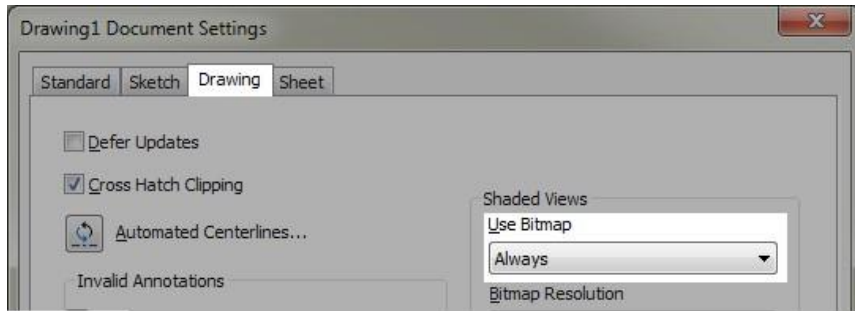 Drawing1 Document Settings
Standard Sketch Drawing Sheet
Defer Updates
Cross Hatch Clipping
Automated Centerlines...
Invalid Annotations
Shaded Views
Use Bitmap
Always
Bitmap Resolution